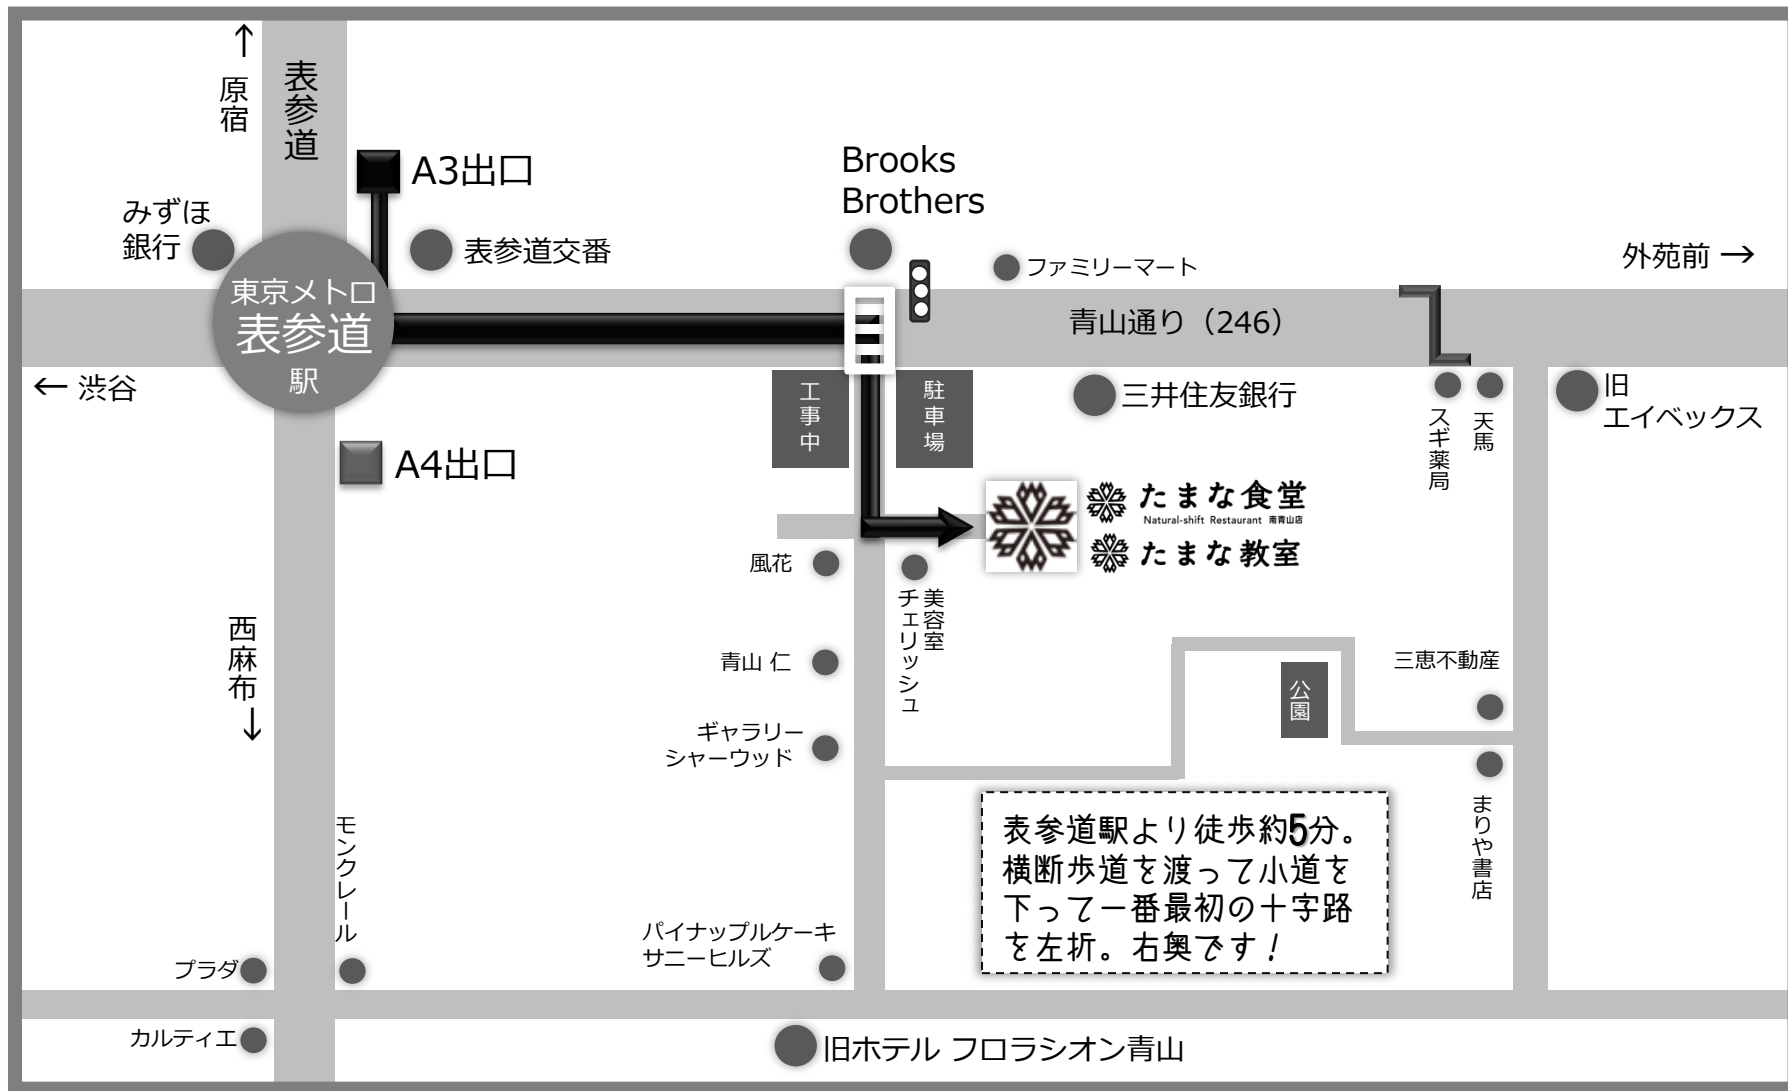 ↑
原宿
表参道
A3出口
Brooks
Brothers
みずほ
銀行
表参道交番
ファミリーマート
外苑前 →
東京メトロ
表参道
駅
青山通り（246）
← 渋谷
工事中
駐車場
三井住友銀行
スギ薬局
天馬
旧
エイベックス
A4出口
たまな食堂
Natural-shift Restaurant 南青山店
たまな教室
風花
美容室
チェリッシュ
西麻布
↓
青山 仁
公園
三恵不動産
ギャラリー
シャーウッド
モンクレール
表参道駅より徒歩約5分。
横断歩道を渡って小道を
下って一番最初の十字路
を左折。右奥です！
まりや書店
パイナップルケーキ
サニーヒルズ
プラダ
カルティエ
旧ホテル フロラシオン青山